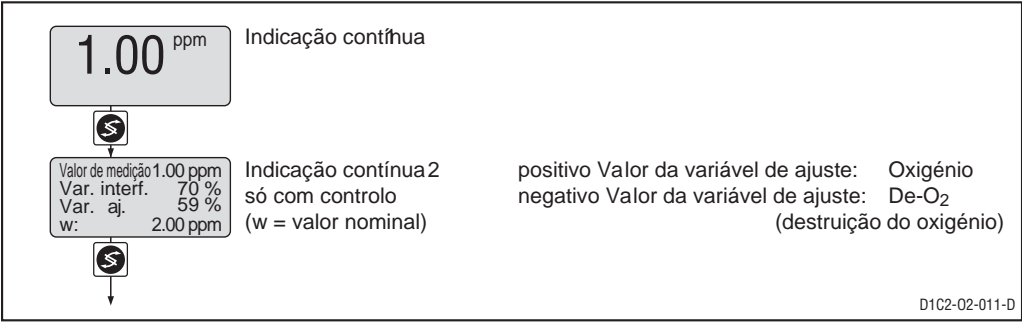 1.00 ppm
Indicação contínua
Valor de medição 1.00 ppm
Var. interf. 70 %
Var. aj. 59 %
w: 2.00 ppm
Indicação contínua 2
só com controlo
(w = valor nominal)
positivo Valor da variável de ajuste: Oxigénio
negativo Valor da variável de ajuste: De-O2
(destruição do oxigénio)
D1C2-O2-011-D